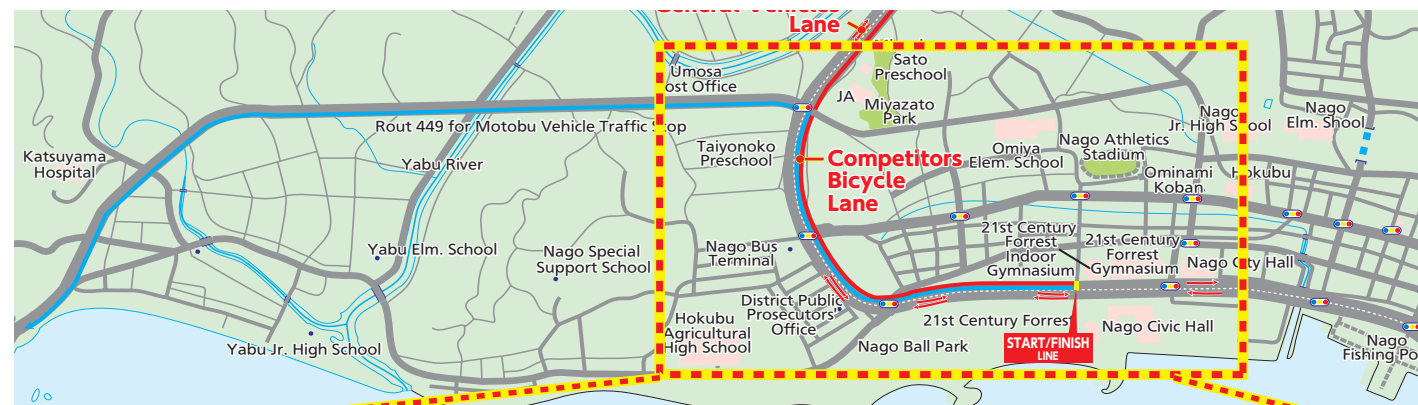 General Vehicles
Lane
Sato
Preschool
Umosa
ost Office
JA
Miyazato
Park
Rout 449 for Motobu Vehicle Traffic Stop
Nago
Jr. High School
Nago
Elm. Shool
Katsuyama
Hospital
Yabu River
Taiyonoko
Preschool
Competitors
Bicycle
Lane
Omiya
Elem. School
Nago Athletics
Stadium
Ominami
Koban
Hokubu
Yabu Elm. School
Nago Special
Support School
Nago Bus
Terminal
21st Century
Forrest
Indoor
Gymnasium
21st Century
Forrest
Gymnasium
Nago City Hall
District Public
Prosecutors'
Office
Hokubu
Agricultural
High School
21st Century Forrest
Nago Civic Hall
Yabu Jr. High School
Nago Ball Park
START/FINISH
LINE
Nago
Fishing Po